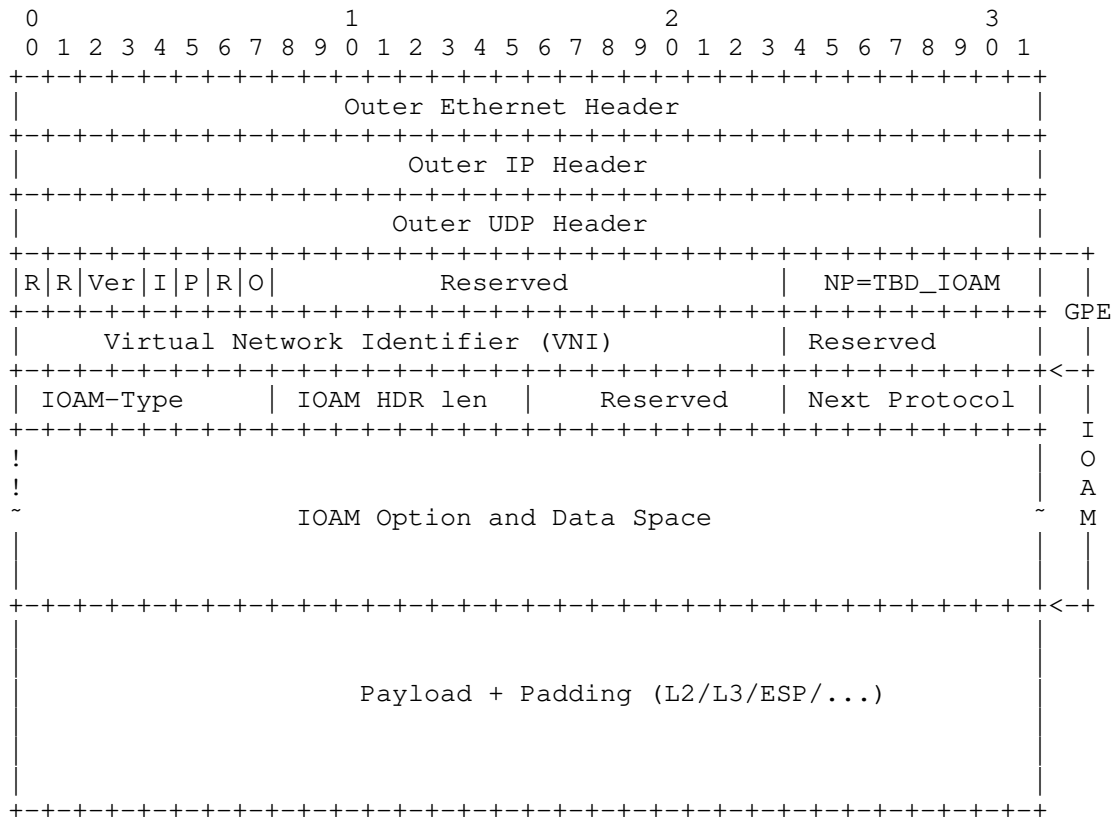 0                   1                   2                   3
 0 1 2 3 4 5 6 7 8 9 0 1 2 3 4 5 6 7 8 9 0 1 2 3 4 5 6 7 8 9 0 1
+-+-+-+-+-+-+-+-+-+-+-+-+-+-+-+-+-+-+-+-+-+-+-+-+-+-+-+-+-+-+-+-+
|                    Outer Ethernet Header                      |
+-+-+-+-+-+-+-+-+-+-+-+-+-+-+-+-+-+-+-+-+-+-+-+-+-+-+-+-+-+-+-+-+
|                        Outer IP Header                        |
+-+-+-+-+-+-+-+-+-+-+-+-+-+-+-+-+-+-+-+-+-+-+-+-+-+-+-+-+-+-+-+-+
|                       Outer UDP Header                        |
+-+-+-+-+-+-+-+-+-+-+-+-+-+-+-+-+-+-+-+-+-+-+-+-+-+-+-+-+-+-+-+-+--+
|R|R|Ver|I|P|R|O|          Reserved             |  NP=TBD_IOAM  |  |
+-+-+-+-+-+-+-+-+-+-+-+-+-+-+-+-+-+-+-+-+-+-+-+-+-+-+-+-+-+-+-+-+ GPE
|     Virtual Network Identifier (VNI)          | Reserved      |  |
+-+-+-+-+-+-+-+-+-+-+-+-+-+-+-+-+-+-+-+-+-+-+-+-+-+-+-+-+-+-+-+-+<-+
| IOAM-Type     | IOAM HDR len  |    Reserved   | Next Protocol |  |
+-+-+-+-+-+-+-+-+-+-+-+-+-+-+-+-+-+-+-+-+-+-+-+-+-+-+-+-+-+-+-+-+  I
!                                                               |  O
!                                                               |  A
~                 IOAM Option and Data Space                    ~  M
|                                                               |  |
|                                                               |  |
+-+-+-+-+-+-+-+-+-+-+-+-+-+-+-+-+-+-+-+-+-+-+-+-+-+-+-+-+-+-+-+-+<-+
|                                                               |
|                                                               |
|                     Payload + Padding (L2/L3/ESP/...)         |
|                                                               |
|                                                               |
|                                                               |
+-+-+-+-+-+-+-+-+-+-+-+-+-+-+-+-+-+-+-+-+-+-+-+-+-+-+-+-+-+-+-+-+